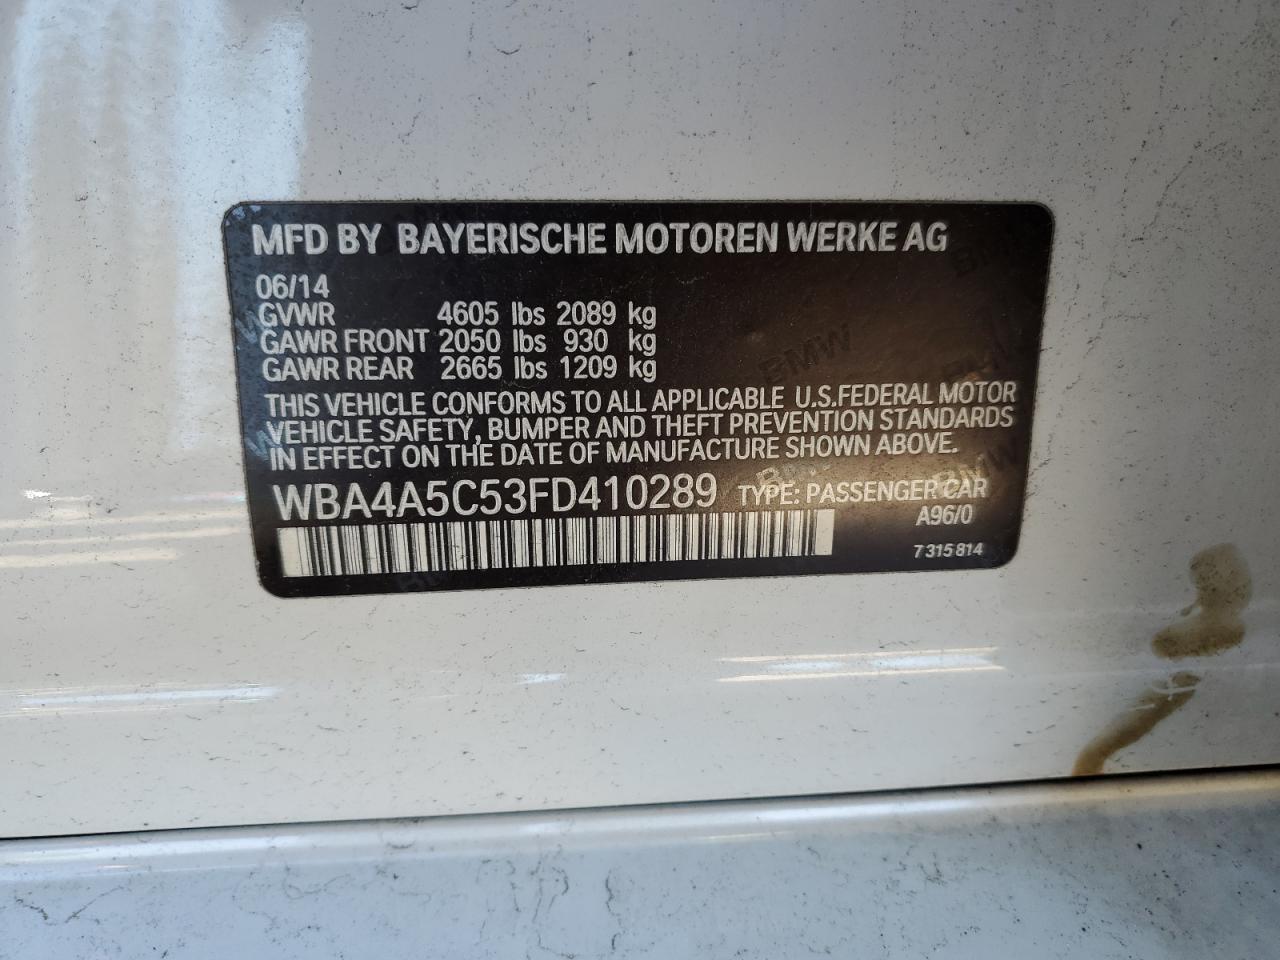 MFD BY BAYERISCHE MOTOREN WERKE AG
06/14
GVWR 4605 lbs 2089 kg
GAWR FRONT 2050 lbs 930 kg
GAWR REAR 2665 lbs 1209 kg
THIS VEHICLE CONFORMS TO ALL APPLICABLE U.S.FEDERAL MOTOR
VEHICLE SAFETY, BUMPER AND THEFT PREVENTION STANDARDS
IN EFFECT ON THE DATE OF MANUFACTURE SHOWN ABOVE.
WBA4A5C53FD410289 TYPE: PASSENGER CAR
A96/0
7 315 814